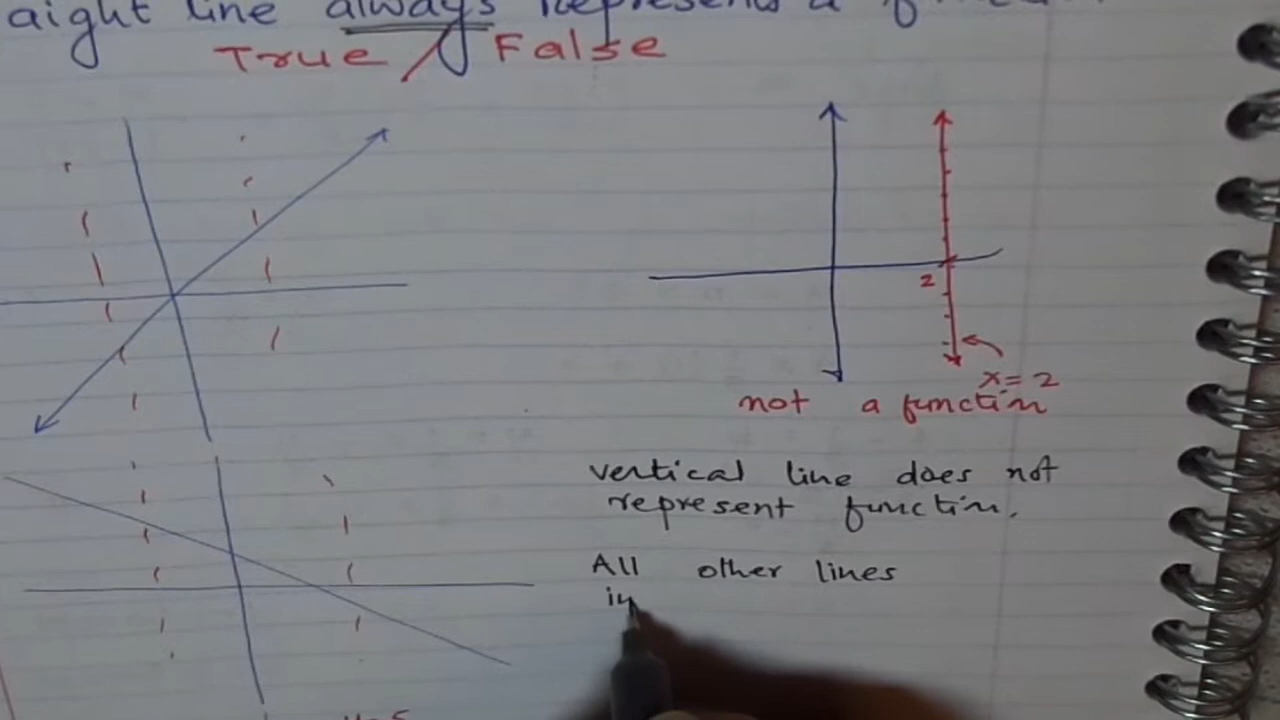 aight line always represents a
True / False
2
x = 2
not a function
vertical line does not
represent function.
All other lines